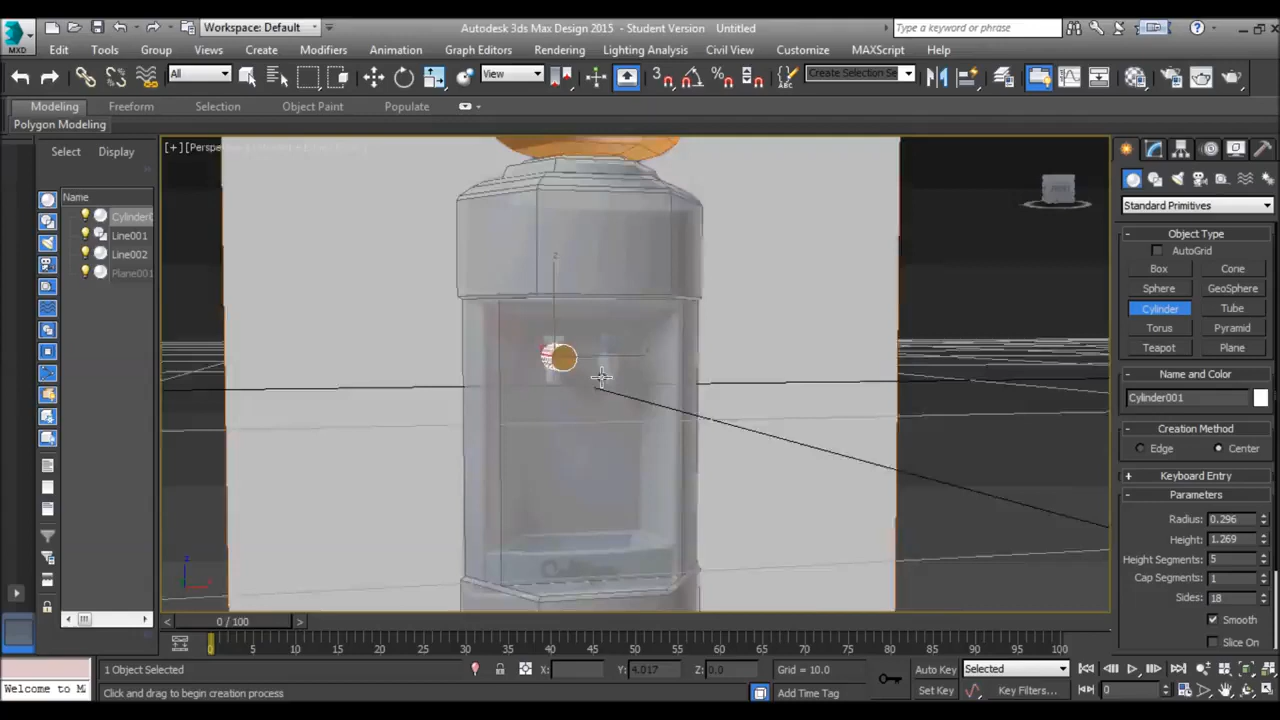 Workspace: Default
Autodesk 3ds Max Design 2015 - Student Version Untitled
Type a keyword or phrase
MXD
Edit Tools Group Views Create Modifiers Animation Graph Editors Rendering Lighting Analysis Civil View Customize MAXScript Help
All
View
Create Selection Se
Modeling Freeform Selection Object Paint Populate
Polygon Modeling
Select Display
[+] [Perspe
Name
Cylinder0
Line001
Line002
Plane001
Standard Primitives
Object Type
AutoGrid
Box Cone
Sphere GeoSphere
Cylinder Tube
Torus Pyramid
Teapot Plane
Name and Color
Cylinder001
Creation Method
Edge Center
Keyboard Entry
Parameters
Radius: 0.296
Height: 1.269
Height Segments: 5
Cap Segments: 1
Sides: 18
Smooth
Slice On
0 / 100
0 5 10 15 20 25 30 35 40 45 50 55 60 65 70 75 80 85 90 95 100
1 Object Selected
X: Y: 4.017 Z: 0.0
Grid = 10.0
Auto Key Selected
Welcome to M
Click and drag to begin creation process
Add Time Tag
Set Key Key Filters...
0